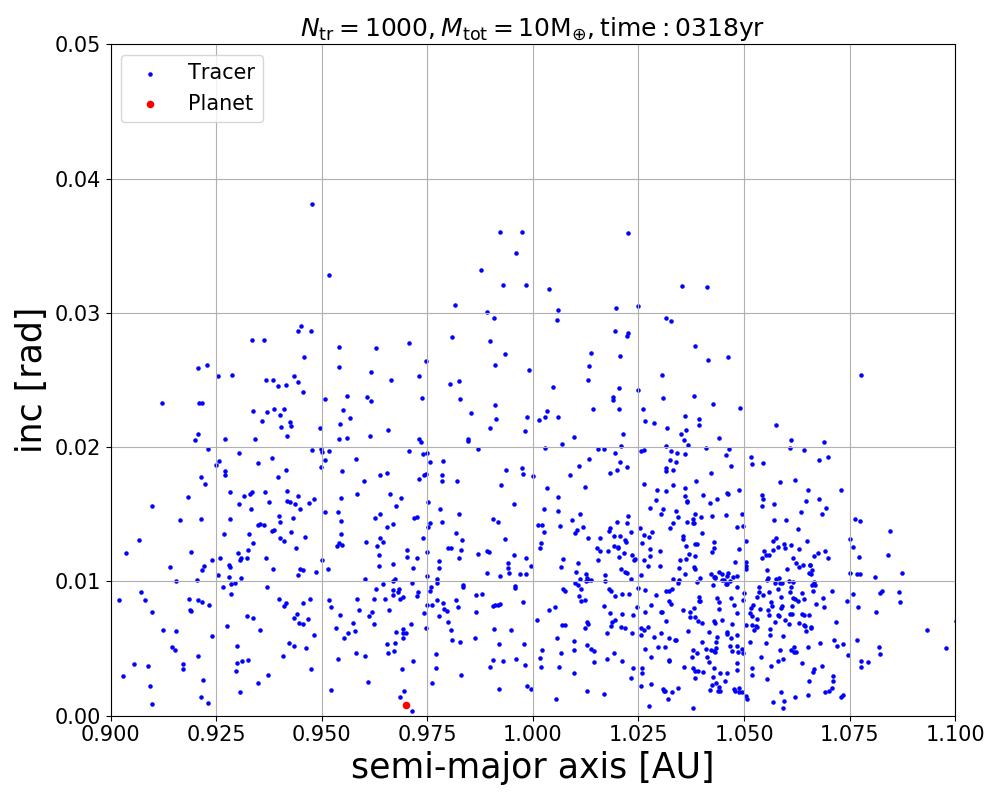 N_tr = 1000, M_tot = 10M_⊕, time : 0318yr
0.05
Tracer
Planet
0.04
0.03
inc [rad]
0.02
0.01
0.00
0.900 0.925 0.950 0.975 1.000 1.025 1.050 1.075 1.100
semi-major axis [AU]